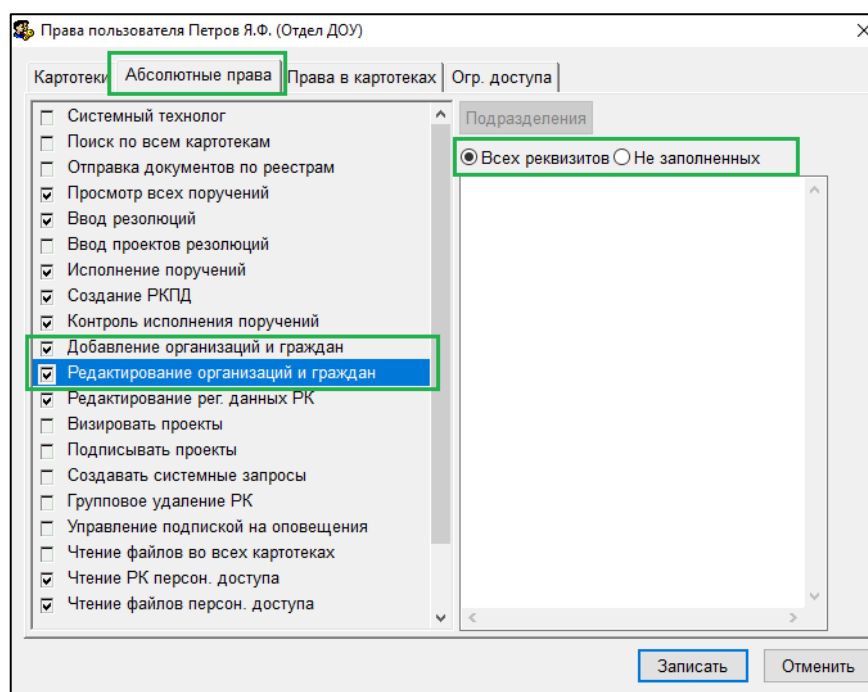 Права пользователя Петров Я.Ф. (Отдел ДОУ)
Картотеки Абсолютные права Права в картотеках Огр. доступа
Системный технолог
Поиск по всем картотекам
Отправка документов по реестрам
Просмотр всех поручений
Ввод резолюций
Ввод проектов резолюций
Исполнение поручений
Создание РКПД
Контроль исполнения поручений
Добавление организаций и граждан
Редактирование организаций и граждан
Редактирование рег. данных РК
Визировать проекты
Подписывать проекты
Создавать системные запросы
Групповое удаление РК
Управление подпиской на оповещения
Чтение файлов во всех картотеках
Чтение РК персон. доступа
Чтение файлов персон. доступа
Подразделения
Всех реквизитов Не заполненных
Записать Отменить